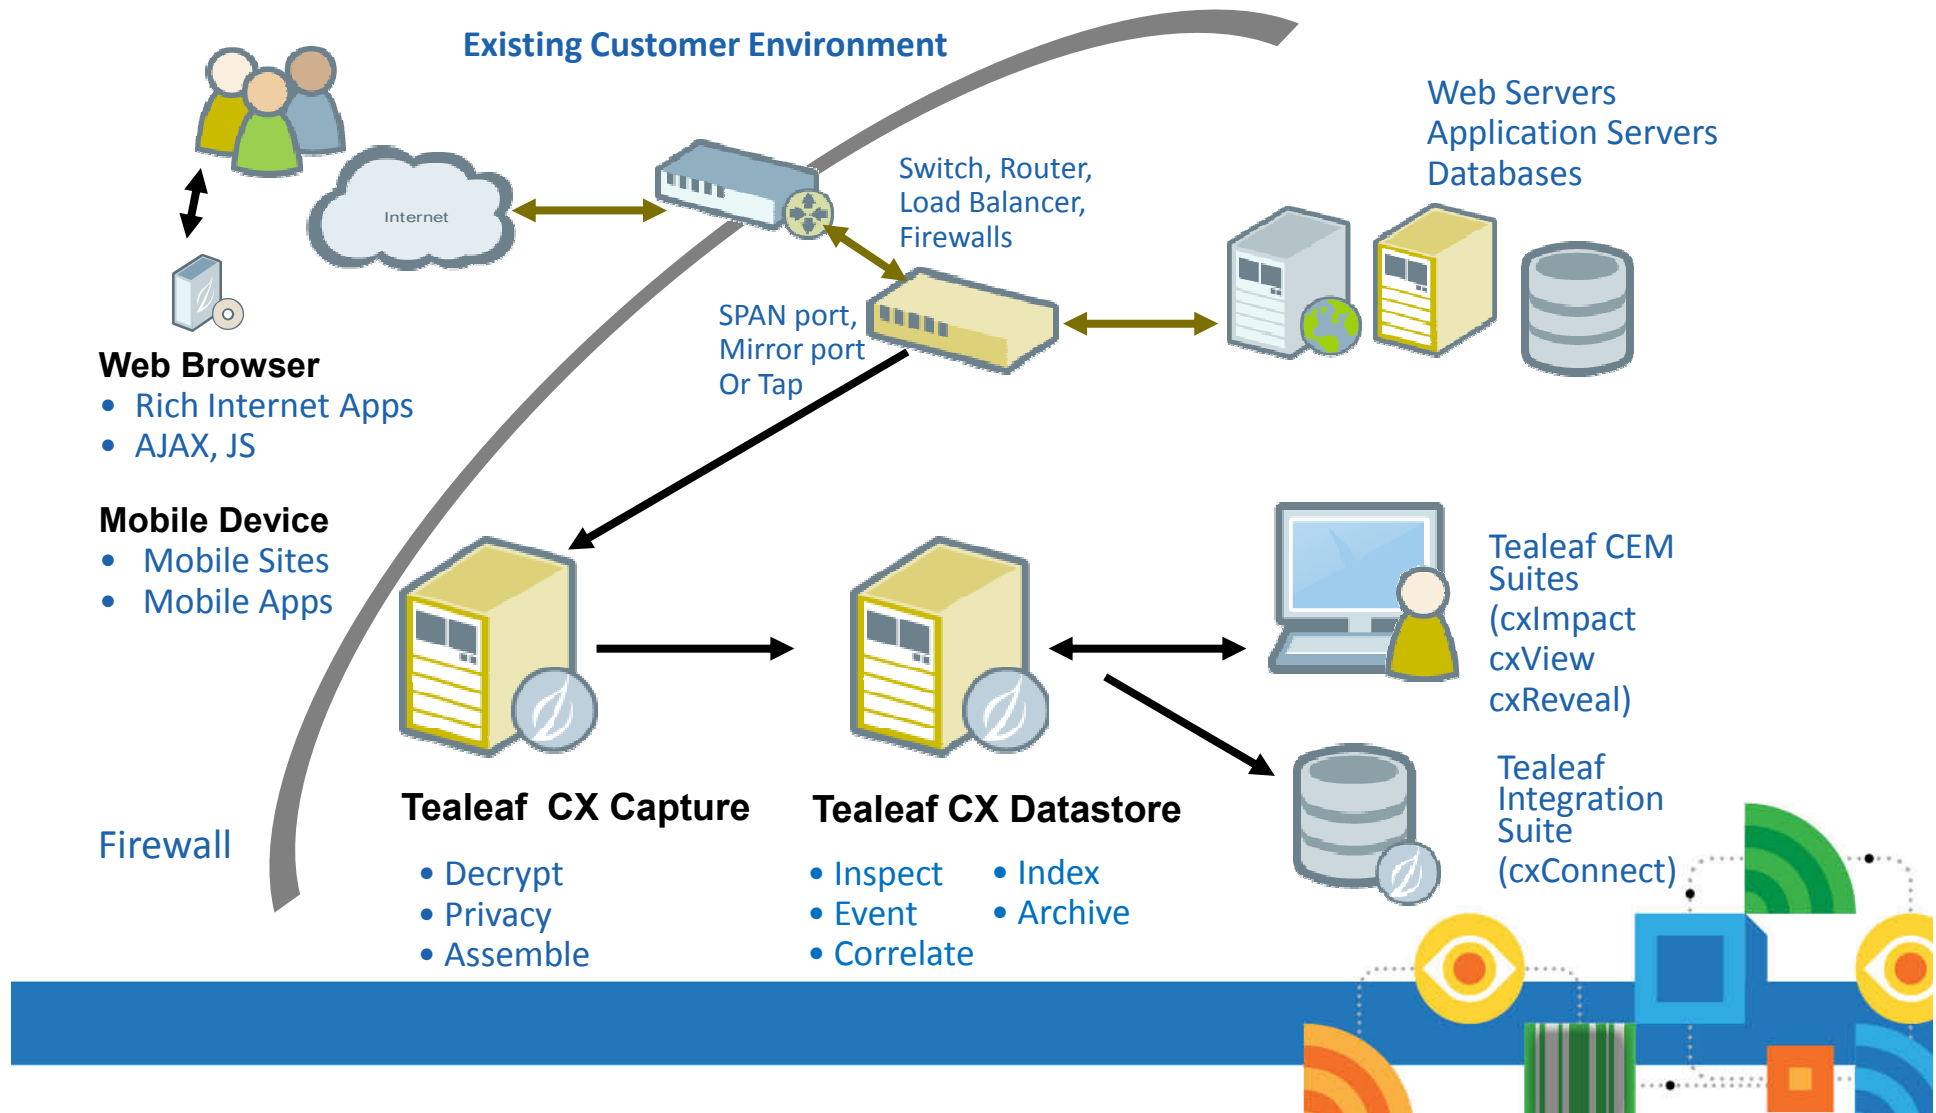 Existing Customer Environment
Web Servers
Application Servers
Databases
Switch, Router,
Load Balancer,
Firewalls
Internet
SPAN port,
Mirror port
Or Tap
Web Browser
• Rich Internet Apps
• AJAX, JS
Mobile Device
• Mobile Sites
• Mobile Apps
Tealeaf CEM
Suites
(cxImpact
cxView
cxReveal)
Tealeaf CX Capture
• Decrypt
• Privacy
• Assemble
Tealeaf CX Datastore
• Inspect
• Event
• Correlate
• Index
• Archive
Tealeaf
Integration
Suite
(cxConnect)
Firewall